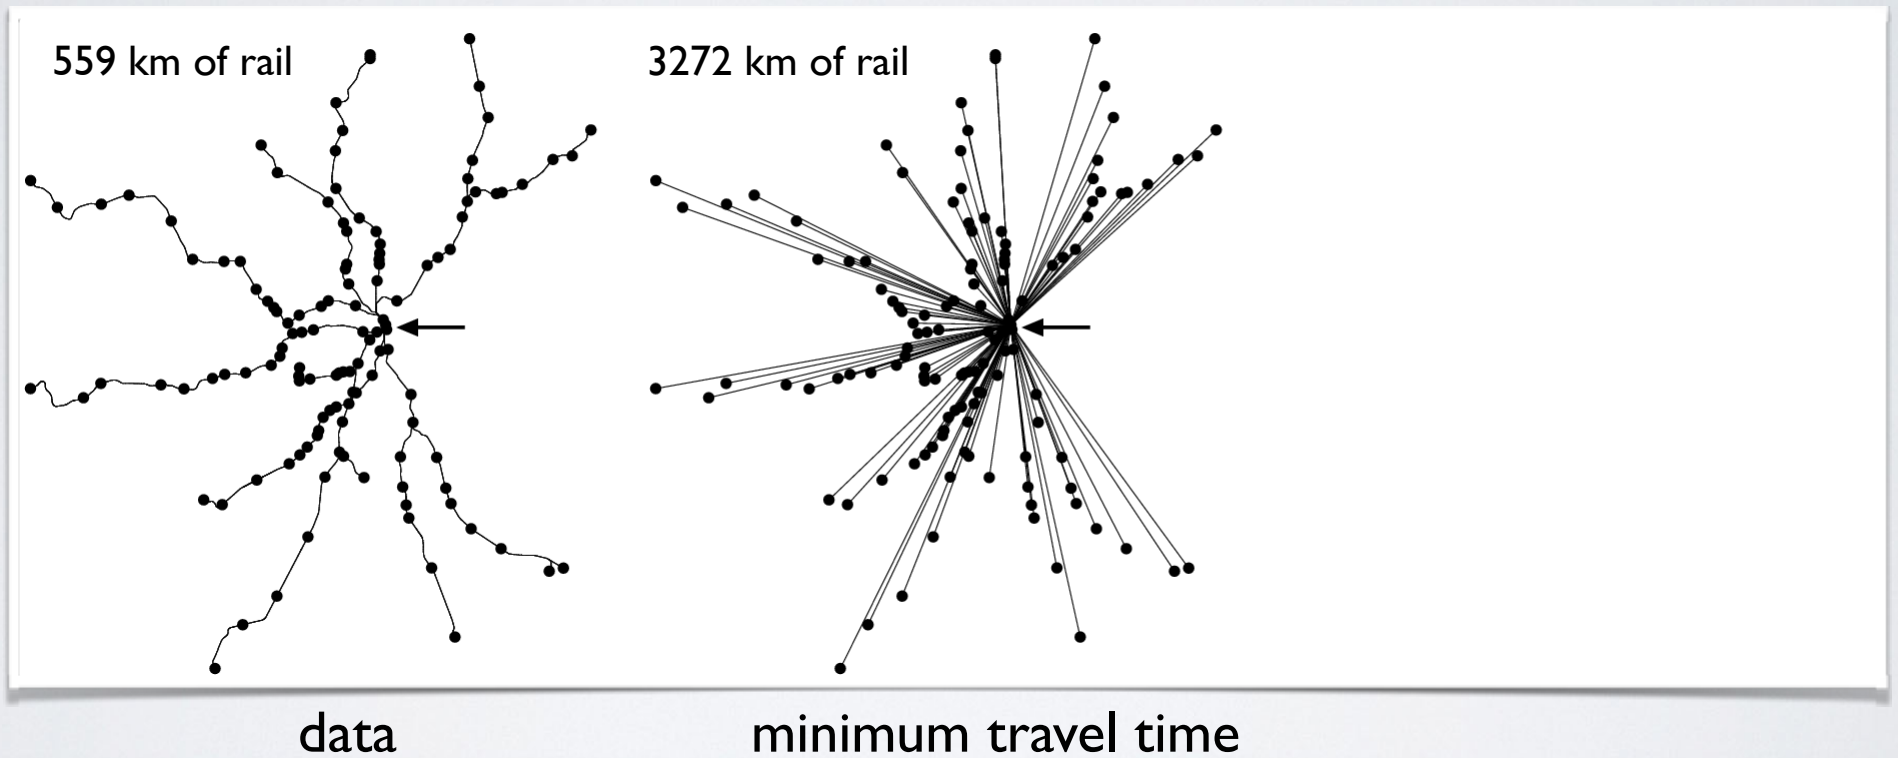 559 km of rail
3272 km of rail
data
minimum travel time